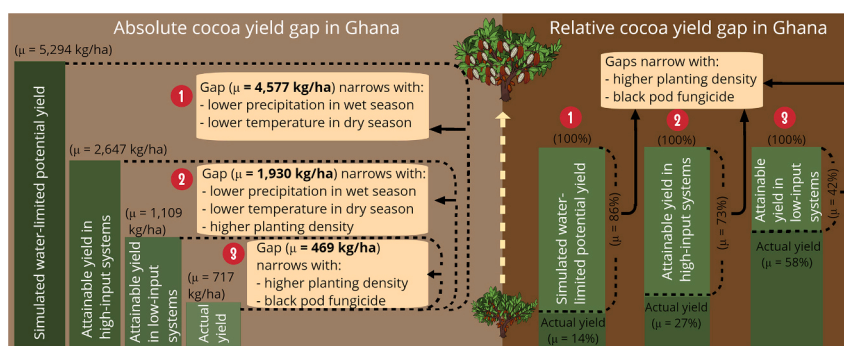 Absolute cocoa yield gap in Ghana
(μ = 5,294 kg/ha)
Simulated water-limited potential yield
1
Gap (μ = 4,577 kg/ha) narrows with:
- lower precipitation in wet season
- lower temperature in dry season
(μ = 2,647 kg/ha)
Attainable yield in
high-input systems
2
Gap (μ = 1,930 kg/ha) narrows with:
- lower precipitation in wet season
- lower temperature in dry season
- higher planting density
(μ = 1,109
kg/ha)
Attainable yield
in low-input
systems
3
Gap (μ = 469 kg/ha)
narrows with:
- higher planting density
- black pod fungicide
(μ = 717
kg/ha)
Actual
yield
Relative cocoa yield gap in Ghana
Gaps narrow with:
- higher planting density
- black pod fungicide
1
(100%)
Simulated water-
limited potential yield
(μ = 86%)
Actual yield
(μ = 14%)
2
(100%)
Attainable yield in
high-input systems
(μ = 73%)
Actual yield
(μ = 27%)
3
(100%)
Attainable
yield in
low-input
systems
(μ = 42%)
Actual yield
(μ = 58%)